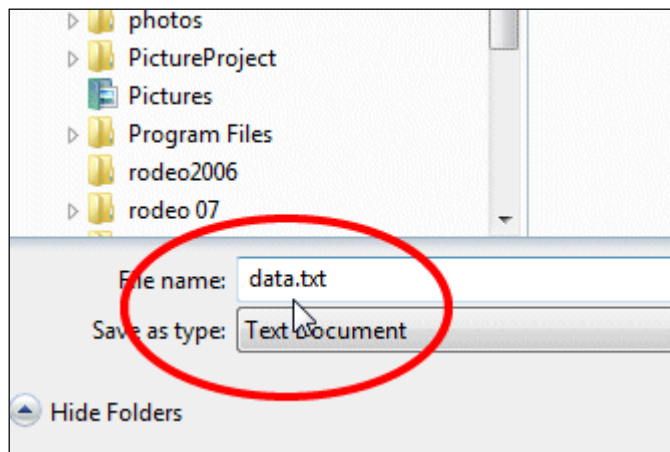 photos
PictureProject
Pictures
Program Files
rodeo2006
rodeo 07
File name: data.txt
Save as type: Text Document
Hide Folders